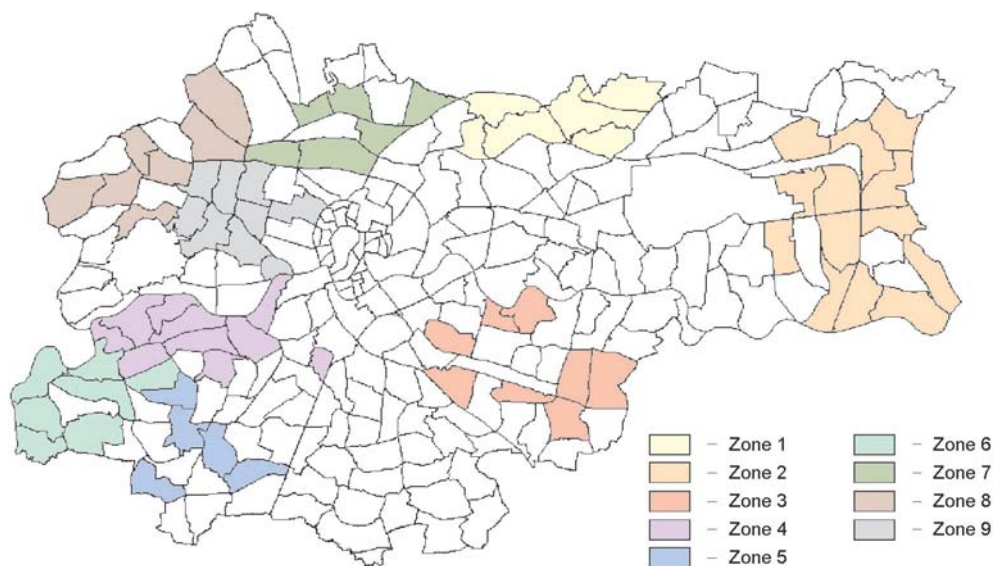 – Zone 1
– Zone 2
– Zone 3
– Zone 4
– Zone 5
– Zone 6
– Zone 7
– Zone 8
– Zone 9